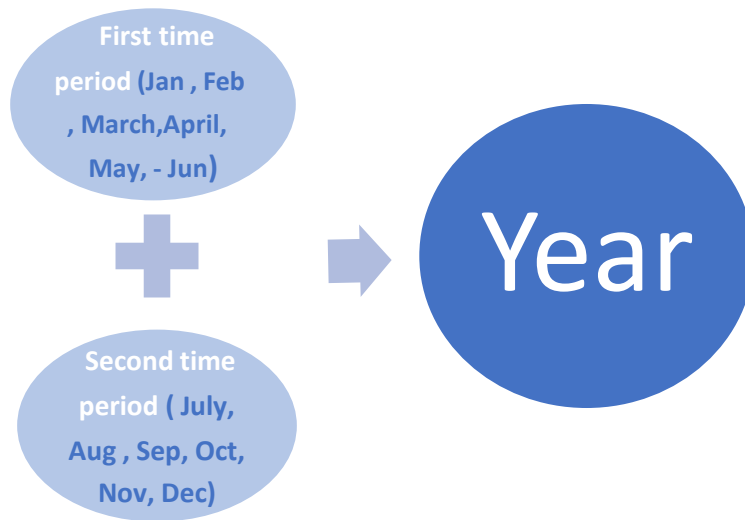 First time
period (Jan , Feb
, March,April,
May, - Jun)
Second time
period ( July,
Aug , Sep, Oct,
Nov, Dec)
Year